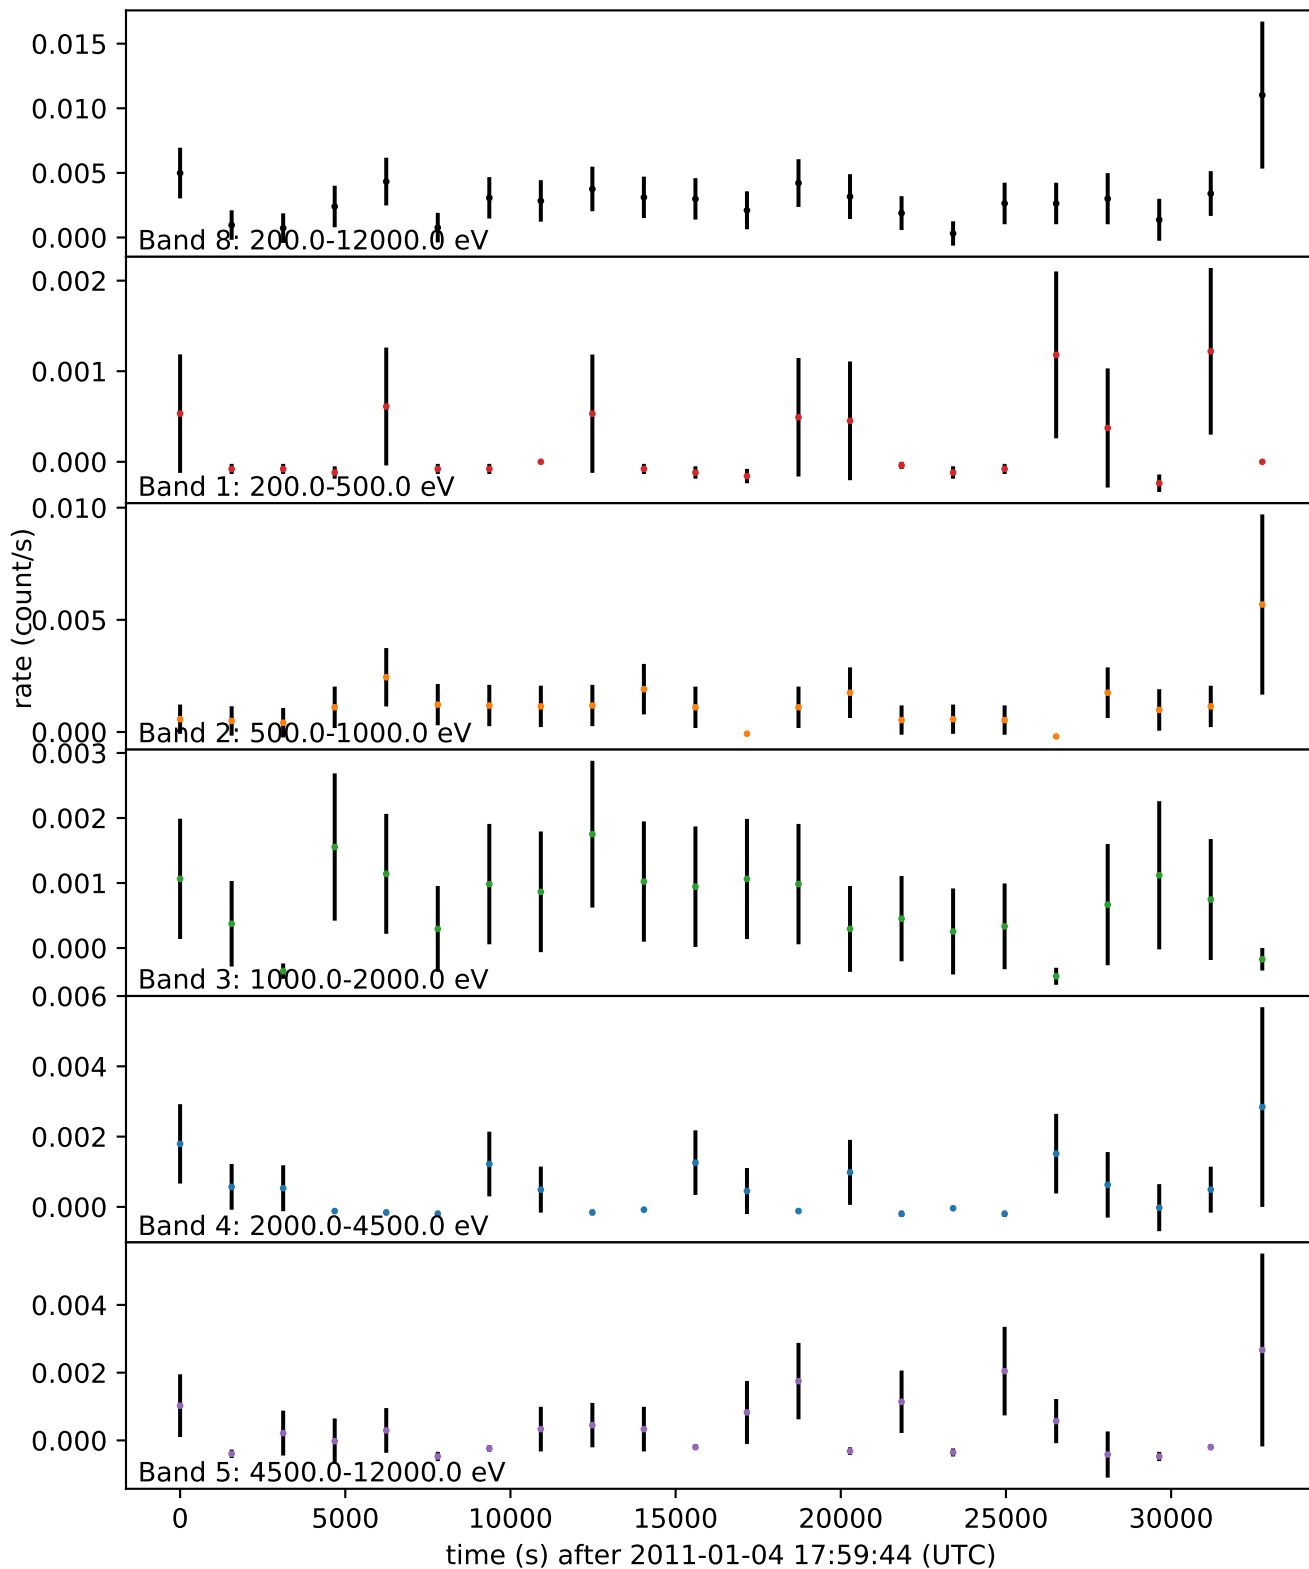 0.015
0.010
0.005
0.000
Band 8: 200.0-12000.0 eV
0.002
0.001
0.000
Band 1: 200.0-500.0 eV
rate (count/s)
0.010
0.005
0.000
Band 2: 500.0-1000.0 eV
0.003
0.002
0.001
0.000
Band 3: 1000.0-2000.0 eV
0.006
0.004
0.002
0.000
Band 4: 2000.0-4500.0 eV
0.004
0.002
0.000
Band 5: 4500.0-12000.0 eV
0 5000 10000 15000 20000 25000 30000
time (s) after 2011-01-04 17:59:44 (UTC)